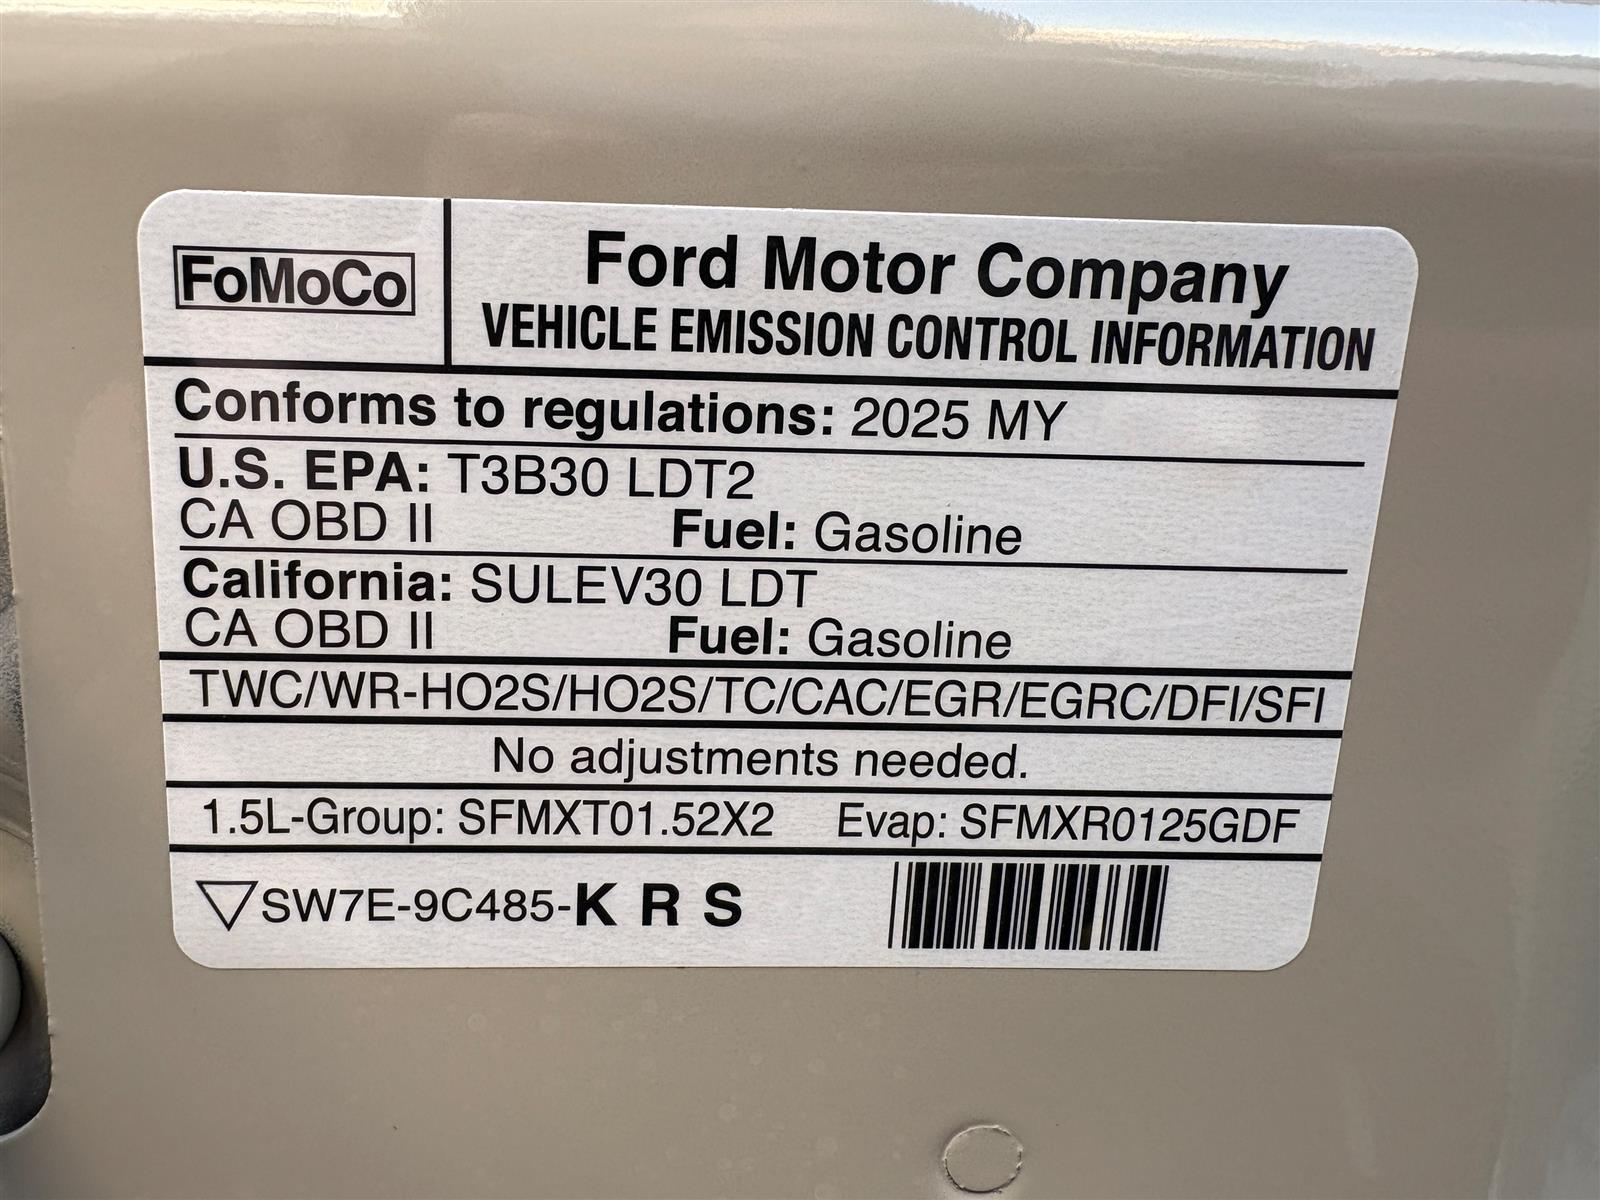 FoMoCo
Ford Motor Company
VEHICLE EMISSION CONTROL INFORMATION
Conforms to regulations: 2025 MY
U.S. EPA: T3B30 LDT2
CA OBD II Fuel: Gasoline
California: SULEV30 LDT
CA OBD II Fuel: Gasoline
TWC/WR-HO2S/HO2S/TC/CAC/EGR/EGRC/DFI/SFI
No adjustments needed.
1.5L-Group: SFMXT01.52X2 Evap: SFMXR0125GDF
SW7E-9C485-K R S